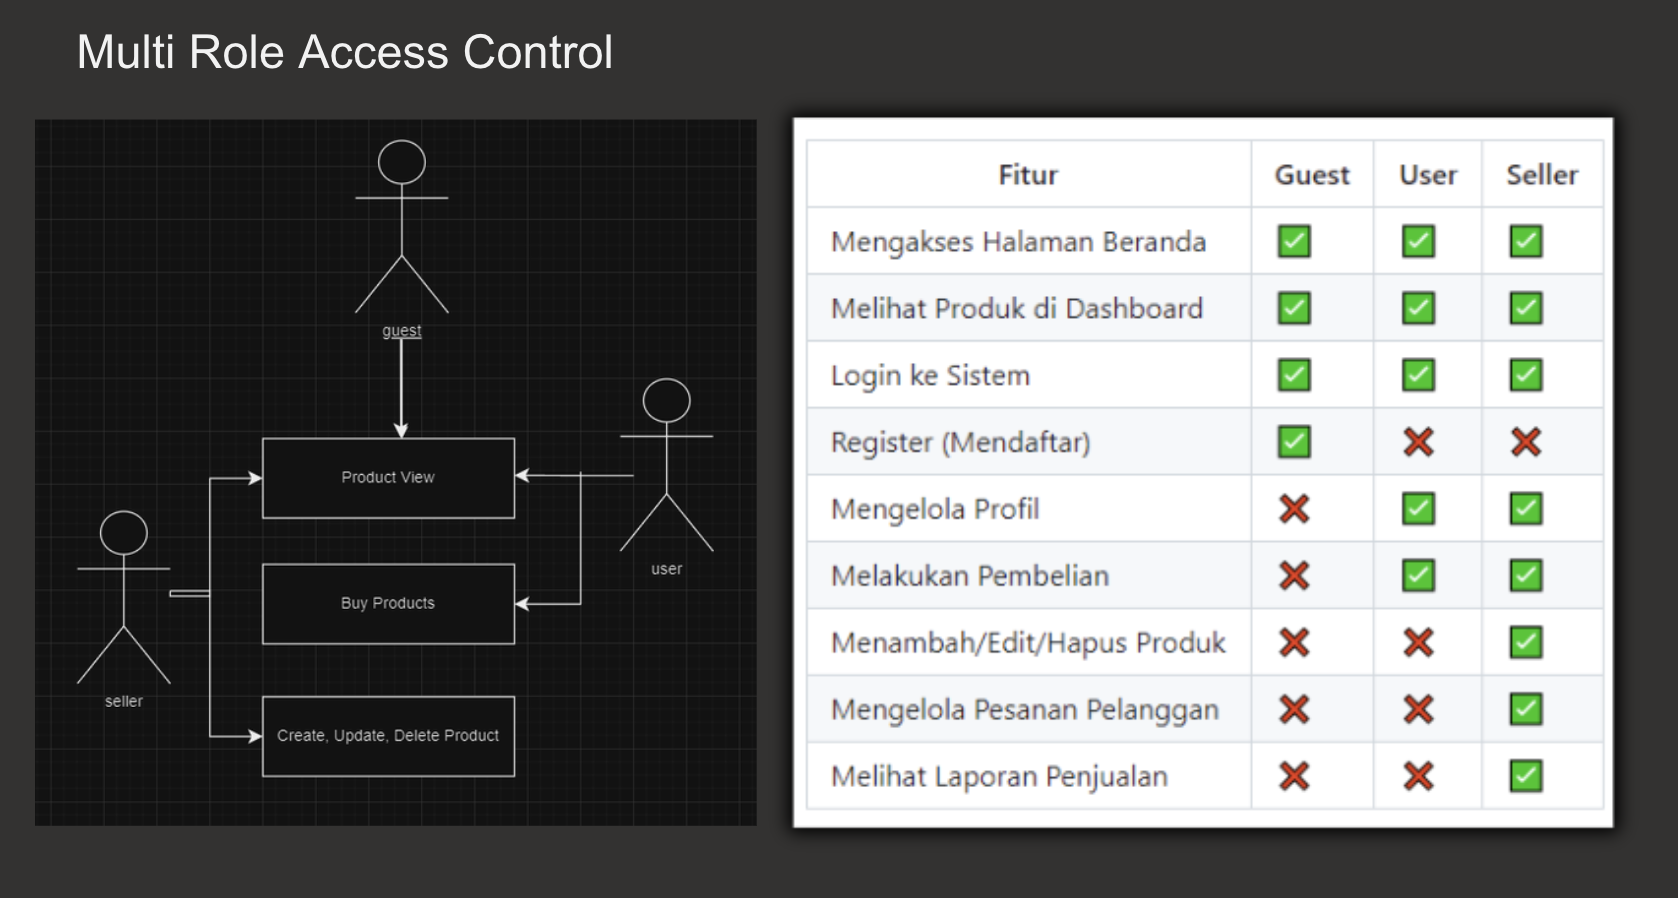 Multi Role Access Control
guest
Product View
user
Buy Products
seller
Create, Update, Delete Product
Fitur Guest User Seller
Mengakses Halaman Beranda ✅ ✅ ✅
Melihat Produk di Dashboard ✅ ✅ ✅
Login ke Sistem ✅ ✅ ✅
Register (Mendaftar) ✅ ❌ ❌
Mengelola Profil ❌ ✅ ✅
Melakukan Pembelian ❌ ✅ ✅
Menambah/Edit/Hapus Produk ❌ ❌ ✅
Mengelola Pesanan Pelanggan ❌ ❌ ✅
Melihat Laporan Penjualan ❌ ❌ ✅